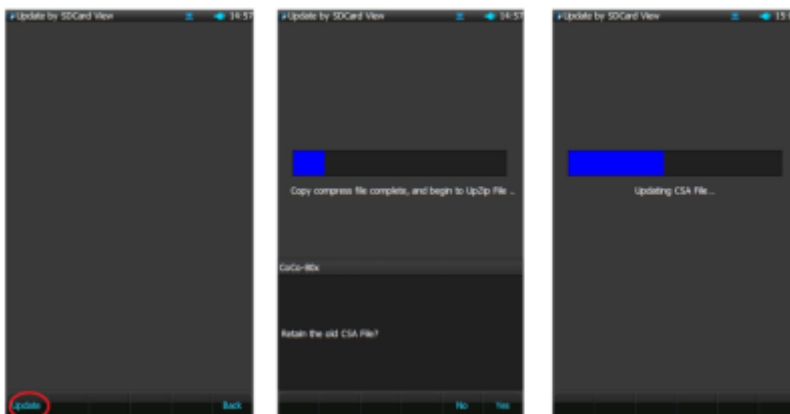 Update by SDCard View 14:57
Update Back
Update by SDCard View 14:57
Copy compress file complete, and begin to UpZip File ..
CoCo-80x
Retain the old CSA File?
No Yes
Update by SDCard View
Updating CSA File...